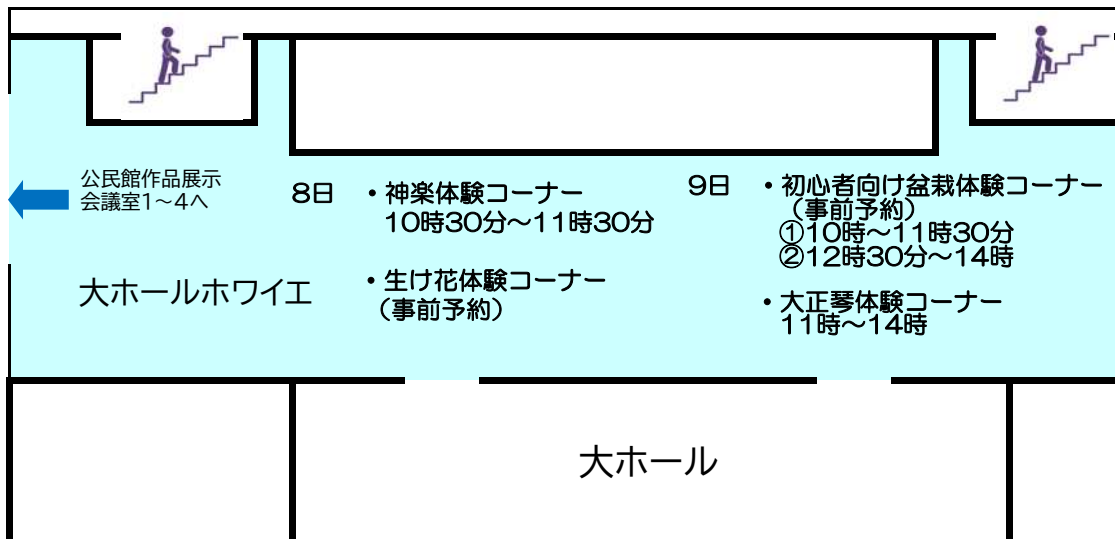 公民館作品展示
会議室1~4へ
大ホールホワイエ
8日
・神楽体験コーナー
10時30分~11時30分
・生け花体験コーナー
(事前予約)
9日
・初心者向け盆栽体験コーナー
(事前予約)
①10時~11時30分
②12時30分~14時
・大正琴体験コーナー
11時~14時
大ホール